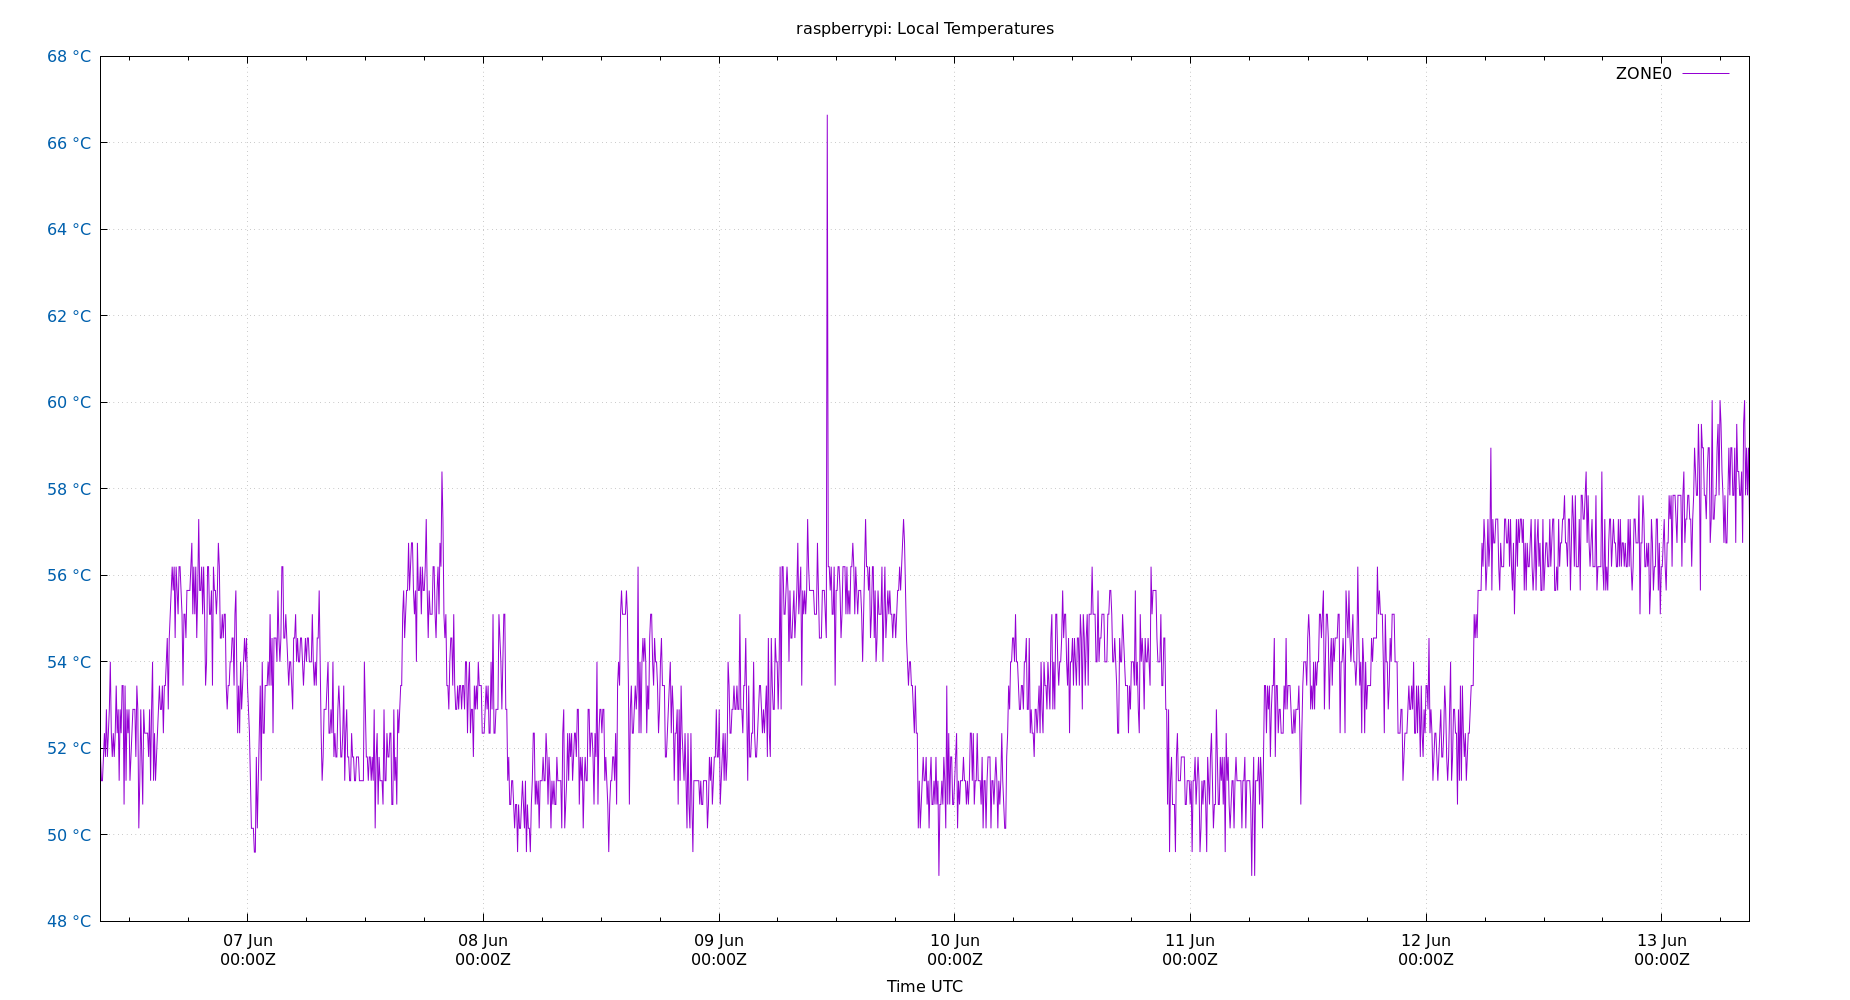 raspberrypi: Local Temperatures
68 °C
ZONE0
66 °C
64 °C
62 °C
60 °C
58 °C
56 °C
54 °C
52 °C
50 °C
48 °C
07 Jun 08 Jun 09 Jun 10 Jun 11 Jun 12 Jun 13 Jun
00:00Z 00:00Z 00:00Z 00:00Z 00:00Z 00:00Z 00:00Z
Time UTC